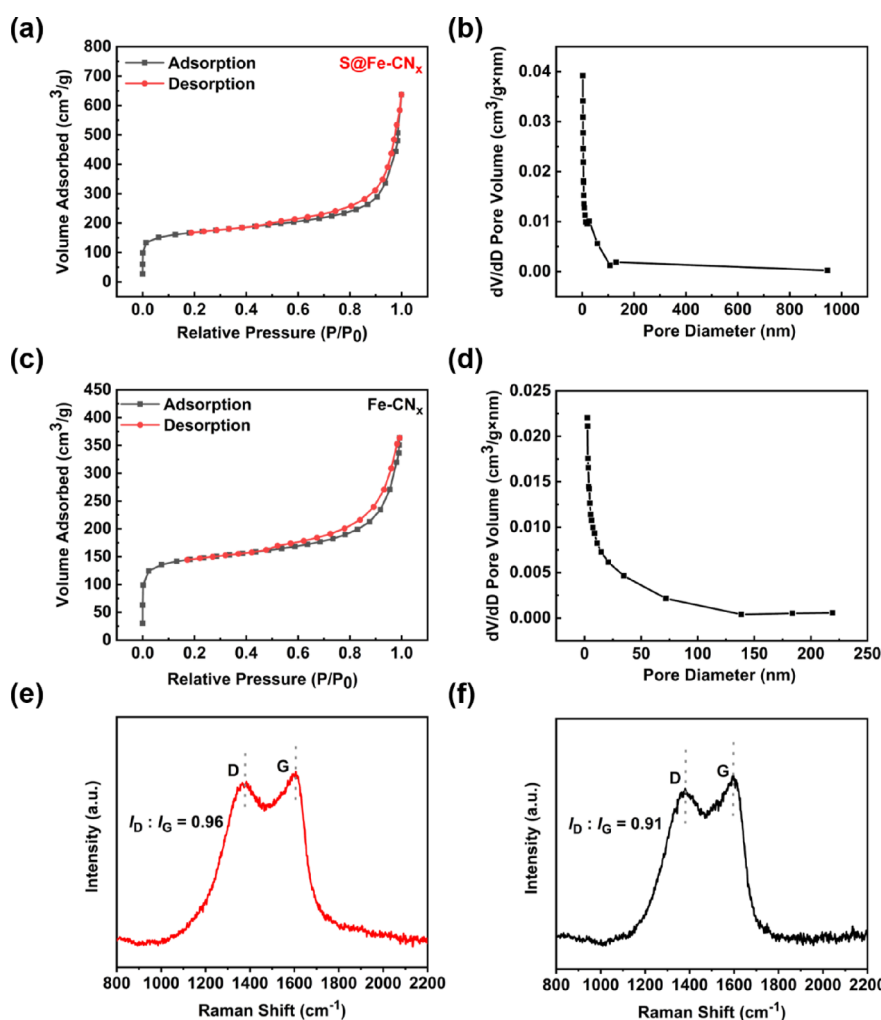 (a)
800
700
600
500
400
300
200
100
0
Volume Adsorbed (cm³/g)
Adsorption
Desorption
S@Fe-CNₓ
0.0 0.2 0.4 0.6 0.8 1.0
Relative Pressure (P/P₀)
(b)
0.04
0.03
0.02
0.01
0.00
dV/dD Pore Volume (cm³/g×nm)
0 200 400 600 800 1000
Pore Diameter (nm)
(c)
450
400
350
300
250
200
150
100
50
0
Volume Adsorbed (cm³/g)
Adsorption
Desorption
Fe-CNₓ
0.0 0.2 0.4 0.6 0.8 1.0
Relative Pressure (P/P₀)
(d)
0.025
0.020
0.015
0.010
0.005
0.000
dV/dD Pore Volume (cm³/g×nm)
0 50 100 150 200 250
Pore Diameter (nm)
(e)
Intensity (a.u.)
D
G
I_D : I_G = 0.96
800 1000 1200 1400 1600 1800 2000 2200
Raman Shift (cm⁻¹)
(f)
Intensity (a.u.)
D
G
I_D : I_G = 0.91
800 1000 1200 1400 1600 1800 2000 220
Raman Shift (cm⁻¹)